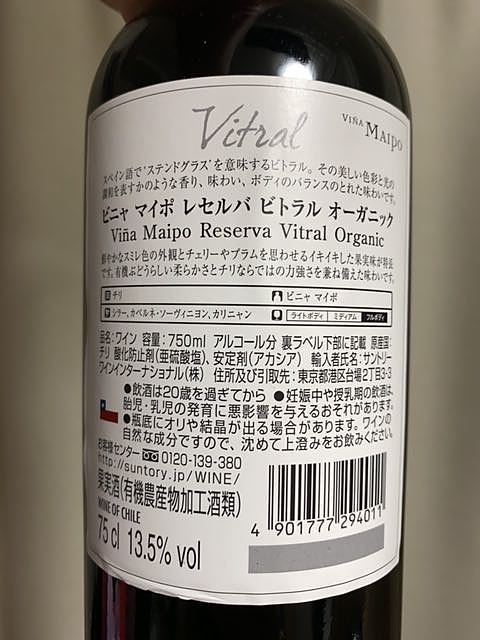 Vitral
VIÑA MAIPO
スペイン語で"ステンドグラス"を意味するビトラル。その美しい色彩と光の
調和を表すかのような香り、味わい、ボディのバランスのとれた味わいです。
ビニャ マイポ レセルバ ビトラル オーガニック
Viña Maipo Reserva Vitral Organic
鮮やかなスミレ色の外観とチェリーやプラムを思わせるイキイキした果実味が特長
です。有機ぶどうらしい柔らかさとチリならではの力強さを兼ね備えた味わいです。
チリ
ビニャ マイポ
シラー、カベルネ・ソーヴィニヨン、カリニャン
ライトボディ ミディアム フルボディ
品名:ワイン 容量:750ml アルコール分 裏ラベル下部に記載 原産国:
チリ 酸化防止剤(亜硫酸塩)、安定剤(アカシア) 輸入者氏名:サントリー
ワインインターナショナル(株) 住所及び引取先:東京都港区台場2丁目3-3
●飲酒は20歳を過ぎてから ●妊娠中や授乳期の飲酒は、
胎児・乳児の発育に悪影響を与えるおそれがあります。
●瓶底にオリや結晶が出る場合があります。ワインの
自然な成分ですので、沈めて上澄みをお飲みください。
お客様センター 0120-139-380
http://suntory.jp/WINE/
果実酒(有機農産物加工酒類)
WINE OF CHILE
75 cl 13.5% vol
4 901777 294011